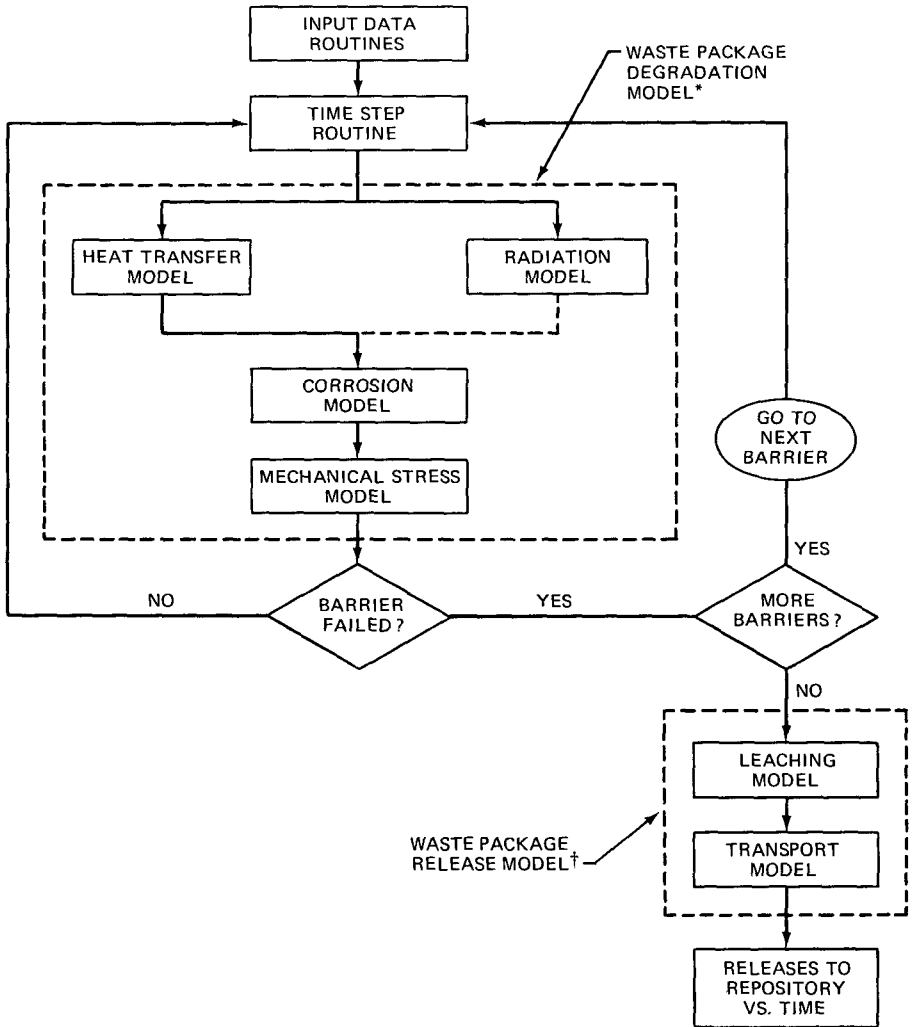 INPUT DATA
ROUTINES
WASTE PACKAGE
DEGRADATION
MODEL*
TIME STEP
ROUTINE
HEAT TRANSFER
MODEL
RADIATION
MODEL
CORROSION
MODEL
MECHANICAL STRESS
MODEL
GO TO
NEXT
BARRIER
YES
NO
BARRIER
FAILED?
YES
MORE
BARRIERS?
NO
LEACHING
MODEL
WASTE PACKAGE
RELEASE MODEL†
TRANSPORT
MODEL
RELEASES TO
REPOSITORY
VS. TIME